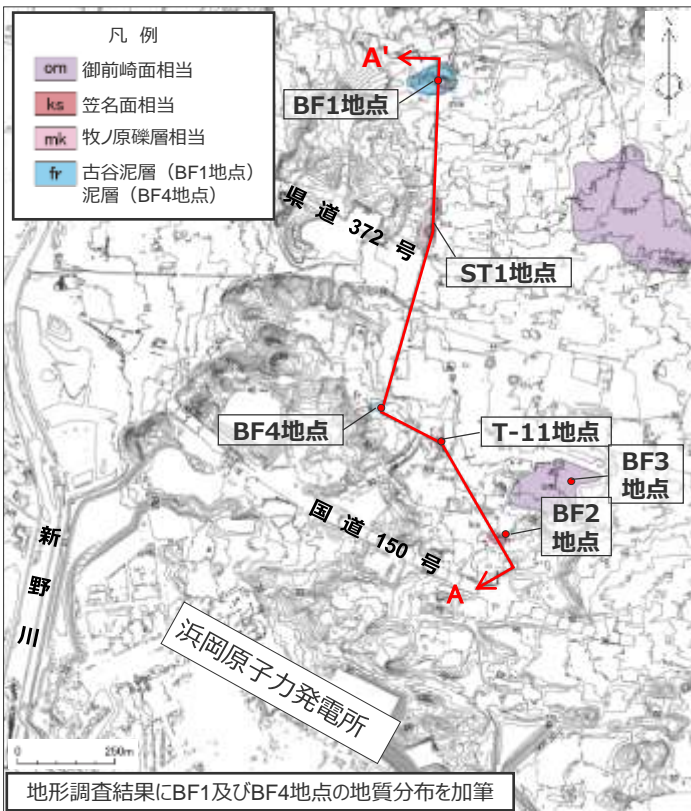 凡 例
om 御前崎面相当
ks 笠名面相当
mk 牧ノ原礫層相当
fr 古谷泥層（BF1地点）
泥層（BF4地点）
A'
BF1地点
県道 372 号
ST1地点
BF4地点
T-11地点
BF3
地点
BF2
地点
国道 150 号
A
新野川
浜岡原子力発電所
0 250m
地形調査結果にBF1及びBF4地点の地質分布を加筆